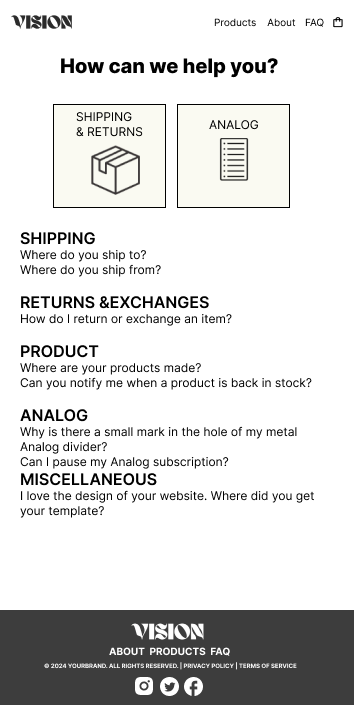 VISION
Products About FAQ
How can we help you?
SHIPPING
& RETURNS
ANALOG
SHIPPING
Where do you ship to?
Where do you ship from?
RETURNS &EXCHANGES
How do I return or exchange an item?
PRODUCT
Where are your products made?
Can you notify me when a product is back in stock?
ANALOG
Why is there a small mark in the hole of my metal
Analog divider?
Can I pause my Analog subscription?
MISCELLANEOUS
I love the design of your website. Where did you get
your template?
VISION
ABOUT PRODUCTS FAQ
© 2024 YOURBRAND. ALL RIGHTS RESERVED. | PRIVACY POLICY | TERMS OF SERVICE